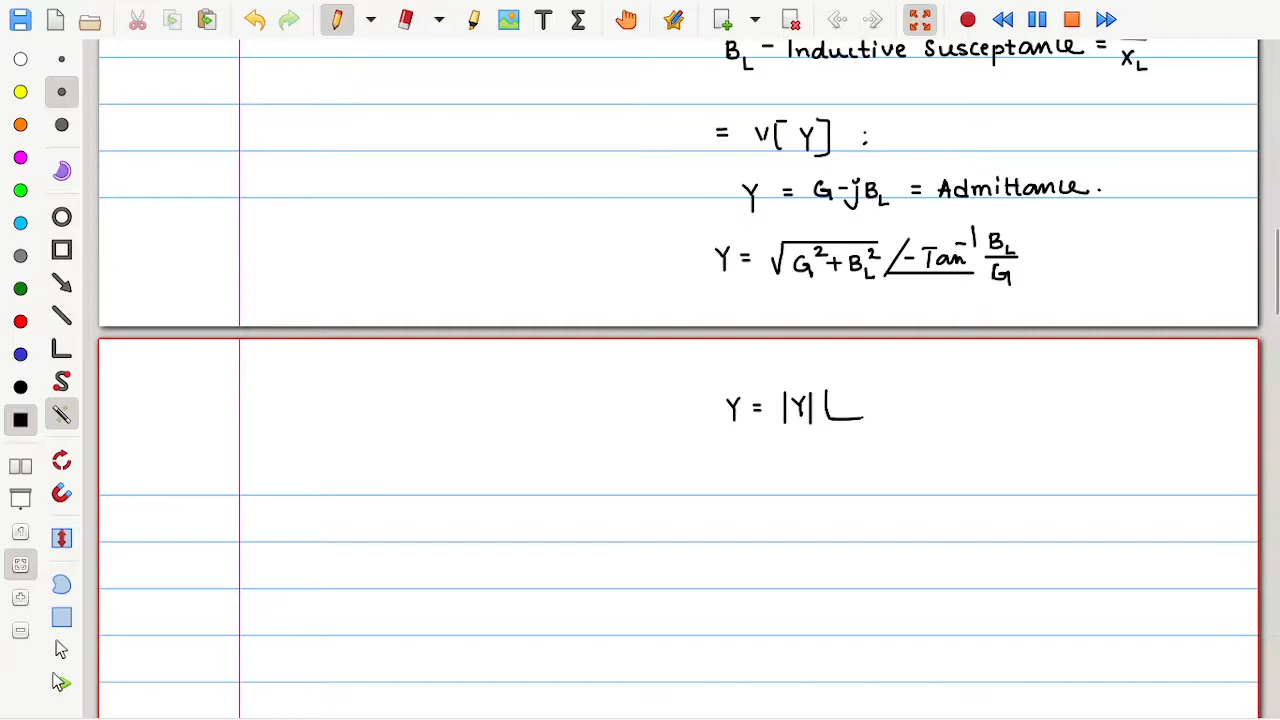 B_L - Inductive Susceptance = 1/X_L
= V[Y] ;
Y = G - jB_L = Admittance.
Y = √(G² + B_L²) ∠-Tan⁻¹ B_L/G
Y = |Y| ∠